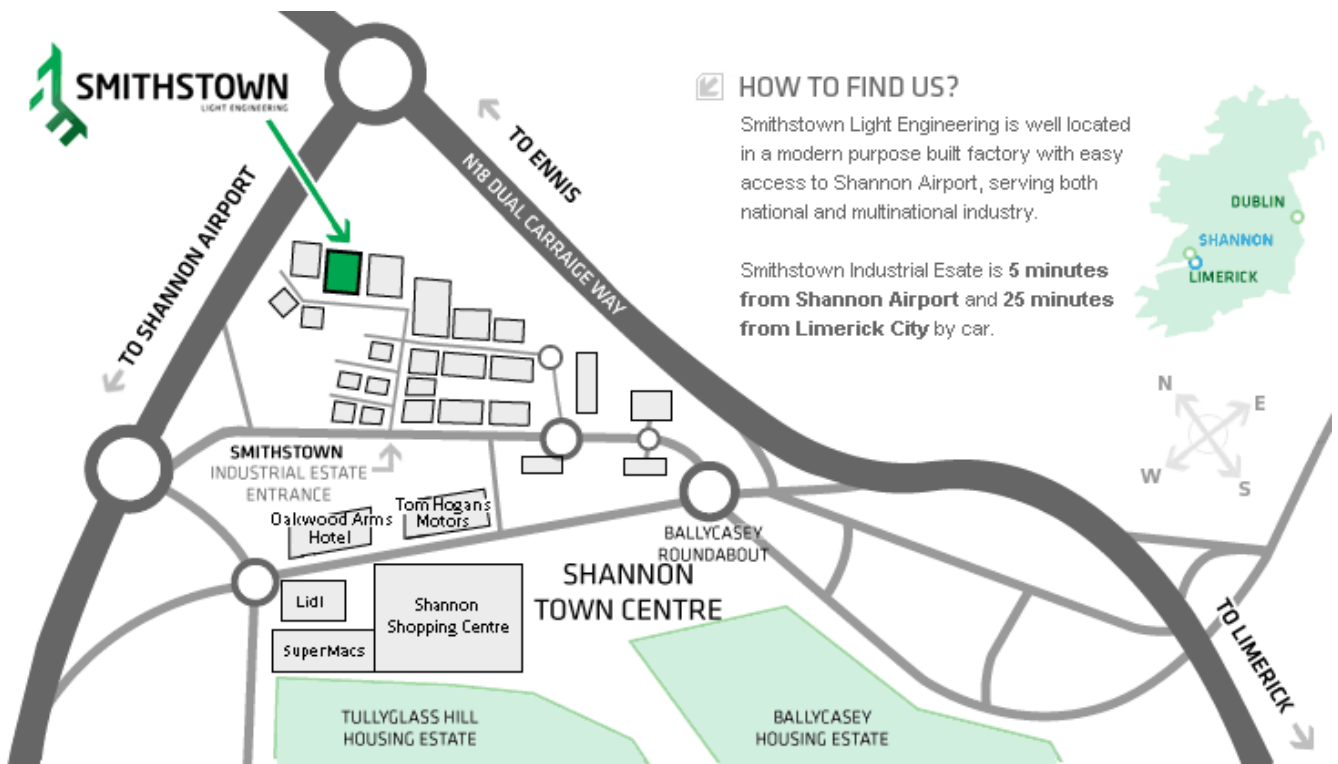 SMITHSTOWN
LIGHT ENGINEERING
HOW TO FIND US?
Smithstown Light Engineering is well located
in a modern purpose built factory with easy
access to Shannon Airport, serving both
national and multinational industry.
Smithstown Industrial Esate is 5 minutes
from Shannon Airport and 25 minutes
from Limerick City by car.
DUBLIN
SHANNON
LIMERICK
N
E
W
S
TO ENNIS
N18 DUAL CARRAIGE WAY
TO SHANNON AIRPORT
SMITHSTOWN
INDUSTRIAL ESTATE
ENTRANCE
Oakwood Arms
Hotel
Tom Hogans
Motors
BALLYCASEY
ROUNDABOUT
SHANNON
TOWN CENTRE
Lidl
Shannon
Shopping Centre
SuperMacs
TO LIMERICK
TULLYGLASS HILL
HOUSING ESTATE
BALLYCASEY
HOUSING ESTATE